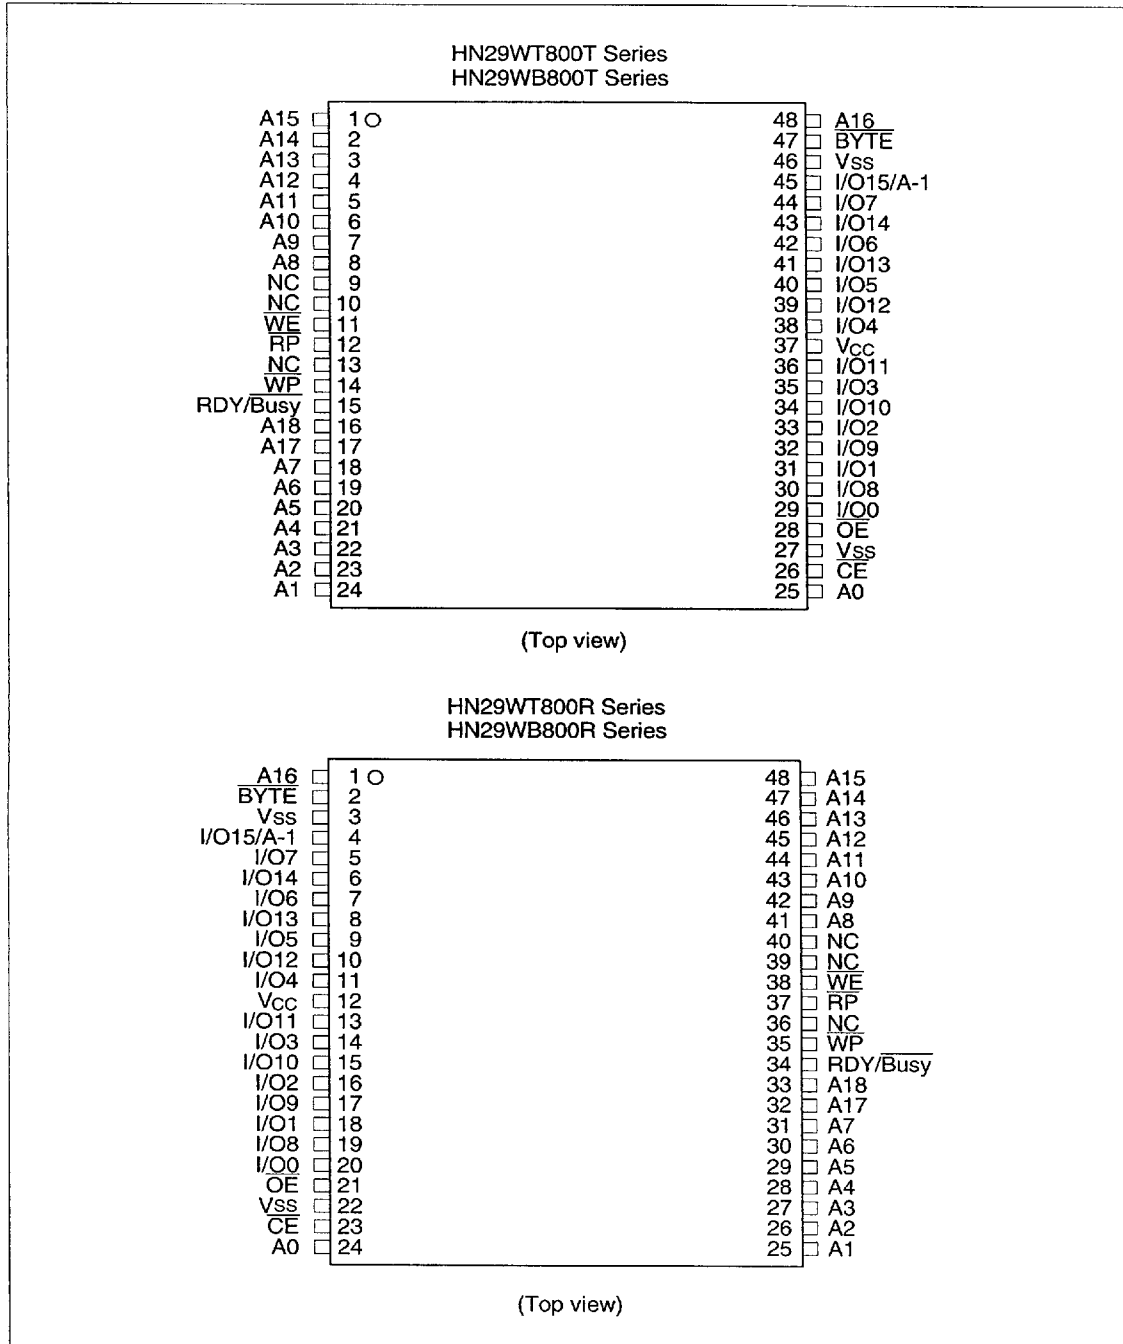 HN29WT800T Series
HN29WB800T Series
A15 1 48 A16
A14 2 47 BYTE
A13 3 46 Vss
A12 4 45 I/O15/A-1
A11 5 44 I/O7
A10 6 43 I/O14
A9 7 42 I/O6
A8 8 41 I/O13
NC 9 40 I/O5
NC 10 39 I/O12
WE 11 38 I/O4
RP 12 37 Vcc
NC 13 36 I/O11
WP 14 35 I/O3
RDY/Busy 15 34 I/O10
A18 16 33 I/O2
A17 17 32 I/O9
A7 18 31 I/O1
A6 19 30 I/O8
A5 20 29 I/O0
A4 21 28 OE
A3 22 27 Vss
A2 23 26 CE
A1 24 25 A0
(Top view)
HN29WT800R Series
HN29WB800R Series
A16 1 48 A15
BYTE 2 47 A14
Vss 3 46 A13
I/O15/A-1 4 45 A12
I/O7 5 44 A11
I/O14 6 43 A10
I/O6 7 42 A9
I/O13 8 41 A8
I/O5 9 40 NC
I/O12 10 39 NC
I/O4 11 38 WE
Vcc 12 37 RP
I/O11 13 36 NC
I/O3 14 35 WP
I/O10 15 34 RDY/Busy
I/O2 16 33 A18
I/O9 17 32 A17
I/O1 18 31 A7
I/O8 19 30 A6
I/O0 20 29 A5
OE 21 28 A4
Vss 22 27 A3
CE 23 26 A2
A0 24 25 A1
(Top view)